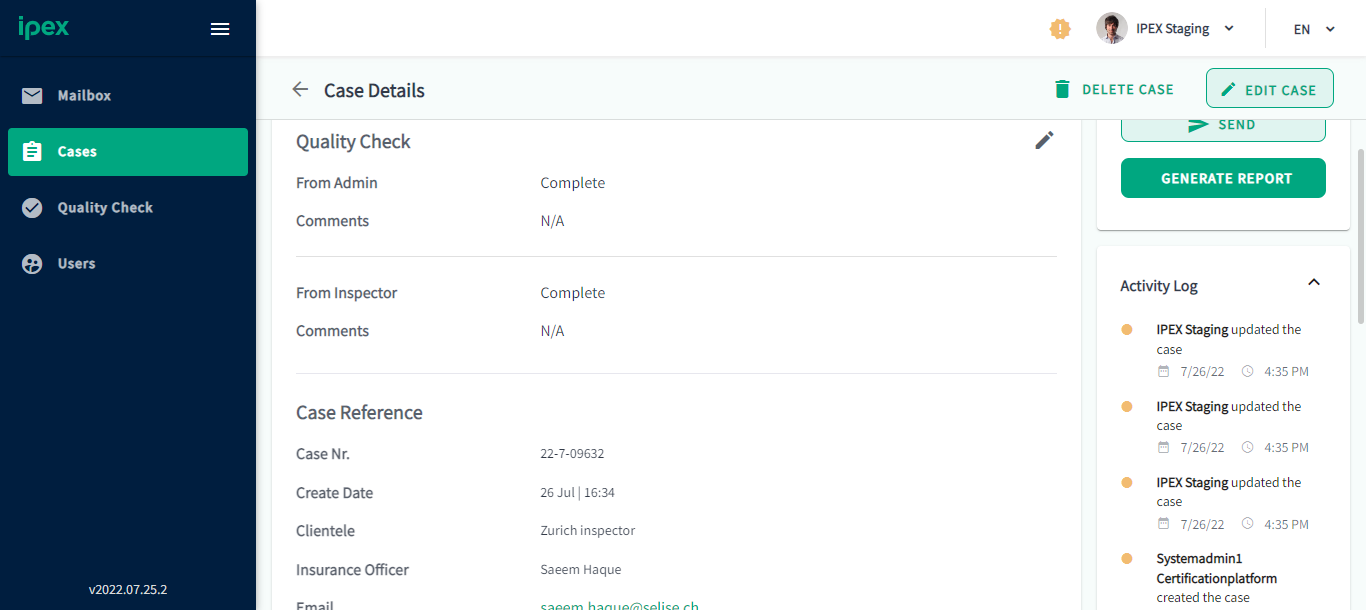 ipex
IPEX Staging
EN
Mailbox
Cases
Quality Check
Users
v2022.07.25.2
Case Details
DELETE CASE
EDIT CASE
Quality Check
From Admin Complete
Comments N/A
From Inspector Complete
Comments N/A
Case Reference
Case Nr. 22-7-09632
Create Date 26 Jul | 16:34
Clientele Zurich inspector
Insurance Officer Saeem Haque
Email saeem.haque@selise.ch
SEND
GENERATE REPORT
Activity Log
IPEX Staging updated the
case
7/26/22 4:35 PM
IPEX Staging updated the
case
7/26/22 4:35 PM
IPEX Staging updated the
case
7/26/22 4:35 PM
Systemadmin1
Certificationplatform
created the case